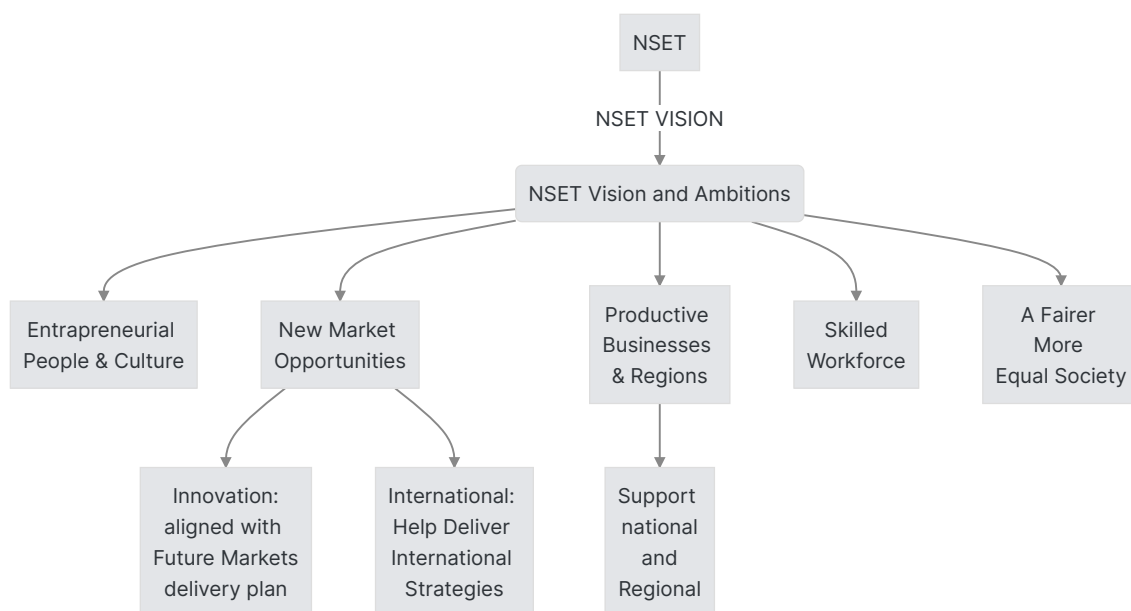 NSET
NSET VISION
NSET Vision and Ambitions
Entrapreneurial
People & Culture
New Market
Opportunities
Productive
Businesses
& Regions
Skilled
Workforce
A Fairer
More
Equal Society
Innovation:
aligned with
Future Markets
delivery plan
International:
Help Deliver
International
Strategies
Support
national
and
Regional